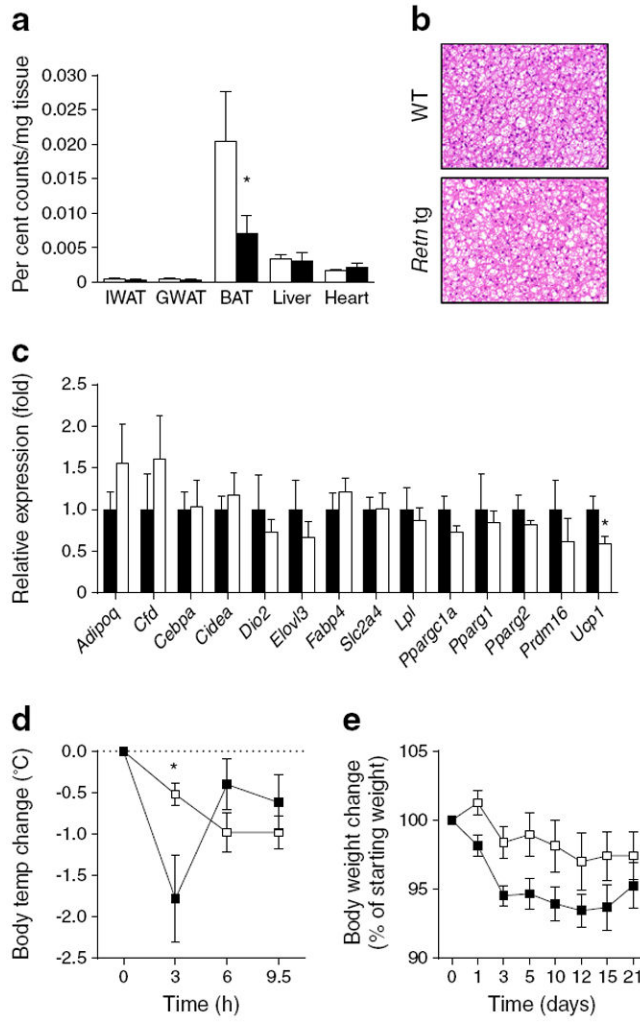 a
Per cent counts/mg tissue
0.030
0.025
0.020
0.015
0.010
0.005
0
*
IWAT GWAT BAT Liver Heart
b
WT
Retn tg
c
Relative expression (fold)
2.5
2.0
1.5
1.0
0.5
0
*
Adipoq Cfd Cebpa Cidea Dio2 Elovl3 Fabp4 Slc2a4 Lpl Ppargc1a Pparg1 Pparg2 Prdm16 Ucp1
d
Body temp change (°C)
0.0
-0.5
-1.0
-1.5
-2.0
-2.5
*
0 3 6 9.5
Time (h)
e
Body weight change
(% of starting weight)
105
100
95
90
0 1 3 5 10 12 15 21
Time (days)